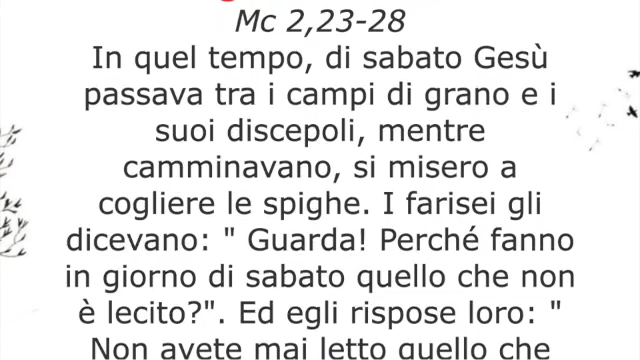 Mc 2,23-28
In quel tempo, di sabato Gesù
passava tra i campi di grano e i
suoi discepoli, mentre
camminavano, si misero a
cogliere le spighe. I farisei gli
dicevano: " Guarda! Perché fanno
in giorno di sabato quello che non
è lecito?". Ed egli rispose loro: "
Non avete mai letto quello che